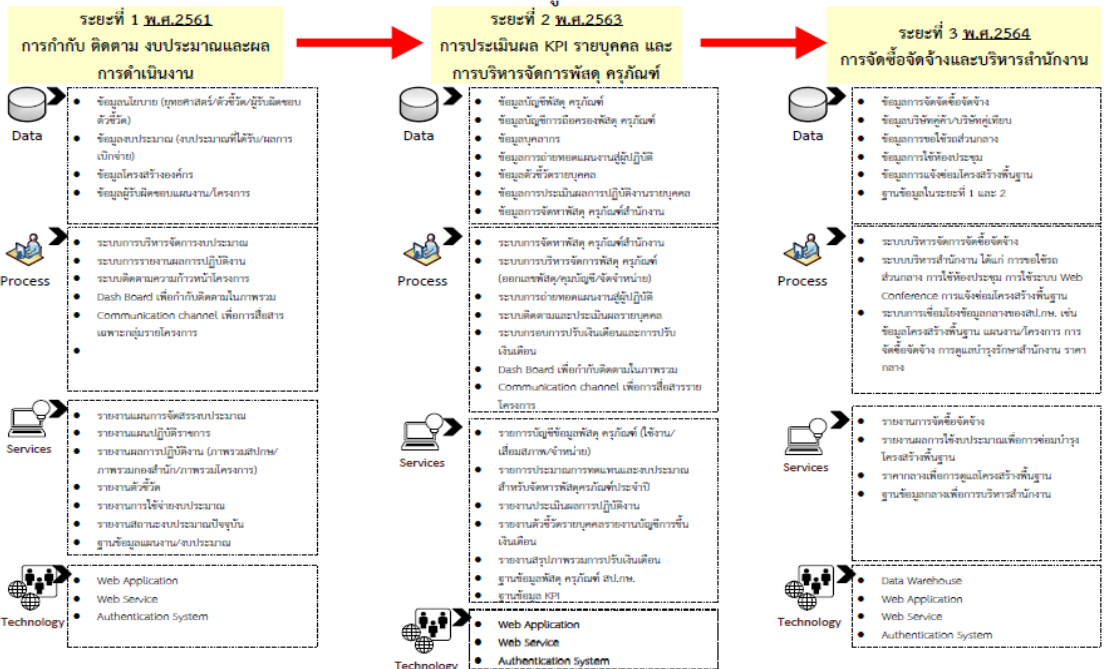 ระยะที่ 1 พ.ศ.2561
การกำกับ ติดตาม งบประมาณและผล
การดำเนินงาน
Data
ข้อมูลนโยบาย (ยุทธศาสตร์/ตัวชี้วัด/ผู้รับผิดชอบ
ตัวชี้วัด)
ข้อมูลงบประมาณ (งบประมาณที่ได้รับ/ผลการ
เบิกจ่าย)
ข้อมูลโครงสร้างองค์กร
ข้อมูลผู้รับผิดชอบแผนงาน/โครงการ
Process
ระบบการบริหารจัดการงบประมาณ
ระบบการรายงานผลการปฏิบัติงาน
ระบบติดตามความก้าวหน้าโครงการ
Dash Board เพื่อกำกับติดตามในภาพรวม
Communication channel เพื่อการสื่อสาร
เฉพาะกลุ่มรายโครงการ
Services
รายงานแผนการจัดสรรงบประมาณ
รายงานแผนปฏิบัติราชการ
รายงานผลการปฏิบัติงาน (ภาพรวมสปกษ/
ภาพรวมกองสำนัก/ภาพรวมโครงการ)
รายงานตัวชี้วัด
รายงานการใช้จ่ายงบประมาณ
รายงานสถานะงบประมาณปัจจุบัน
ฐานข้อมูลแผนงาน/งบประมาณ
Technology
Web Application
Web Service
Authentication System
ระยะที่ 2 พ.ศ.2563
การประเมินผล KPI รายบุคคล และ
การบริหารจัดการพัสดุ ครุภัณฑ์
Data
ข้อมูลบัญชีพัสดุ ครุภัณฑ์
ข้อมูลบัญชีการถือครองพัสดุ ครุภัณฑ์
ข้อมูลบุคลากร
ข้อมูลการถ่ายทอดแผนงานสู่ผู้ปฏิบัติ
ข้อมูลตัวชี้วัดรายบุคคล
ข้อมูลการประเมินผลการปฏิบัติงานรายบุคคล
ข้อมูลการจัดหาพัสดุ ครุภัณฑ์สำนักงาน
Process
ระบบการจัดหาพัสดุ ครุภัณฑ์สำนักงาน
ระบบการบริหารจัดการพัสดุ ครุภัณฑ์
(ออกเลขพัสดุ/คุมบัญชี/จัดจำหน่าย)
ระบบการถ่ายทอดแผนงานสู่ผู้ปฏิบัติ
ระบบติดตามและประเมินผลรายบุคคล
ระบบกรอบการปรับเงินเดือนและการปรับ
เงินเดือน
Dash Board เพื่อกำกับติดตามในภาพรวม
Communication channel เพื่อการสื่อสารราย
โครงการ
Services
รายการบัญชีข้อมูลพัสดุ ครุภัณฑ์ (ใช้งาน/
เสื่อมสภาพ/จำหน่าย)
รายการประมาณการทดแทนและงบประมาณ
สำหรับจัดหาพัสดุครุภัณฑ์ประจำปี
รายงานประเมินผลการปฏิบัติงาน
รายงานตัวชี้วัดรายบุคคลรายงานบัญชีการขึ้น
เงินเดือน
รายงานสรุปภาพรวมการปรับเงินเดือน
ฐานข้อมูลพัสดุ ครุภัณฑ์ สป.กษ.
ฐานข้อมูล KPI
Technology
Web Application
Web Service
Authentication System
ระยะที่ 3 พ.ศ.2564
การจัดซื้อจัดจ้างและบริหารสำนักงาน
Data
ข้อมูลการจัดจัดซื้อจัดจ้าง
ข้อมูลบริษัทคู่ค้า/บริษัทคู่เทียบ
ข้อมูลการขอใช้รถส่วนกลาง
ข้อมูลการใช้ห้องประชุม
ข้อมูลการแจ้งซ่อมโครงสร้างพื้นฐาน
ฐานข้อมูลในระยะที่ 1 และ 2
Process
ระบบบริหารจัดการจัดซื้อจัดจ้าง
ระบบบริหารสำนักงาน ได้แก่ การขอใช้รถ
ส่วนกลาง การใช้ห้องประชุม การใช้ระบบ Web
Conference การแจ้งซ่อมโครงสร้างพื้นฐาน
ระบบการเชื่อมโยงข้อมูลกลางของสป.กษ. เช่น
ข้อมูลโครงสร้างพื้นฐาน แผนงาน/โครงการ การ
จัดซื้อจัดจ้าง การดูแลบำรุงรักษาสำนักงาน ราคา
กลาง
Services
รายงานการจัดซื้อจัดจ้าง
รายงานผลการใช้งบประมาณเพื่อการซ่อมบำรุง
โครงสร้างพื้นฐาน
ราคากลางเพื่อการดูแลโครงสร้างพื้นฐาน
ฐานข้อมูลกลางเพื่อการบริหารสำนักงาน
Technology
Data Warehouse
Web Application
Web Service
Authentication System